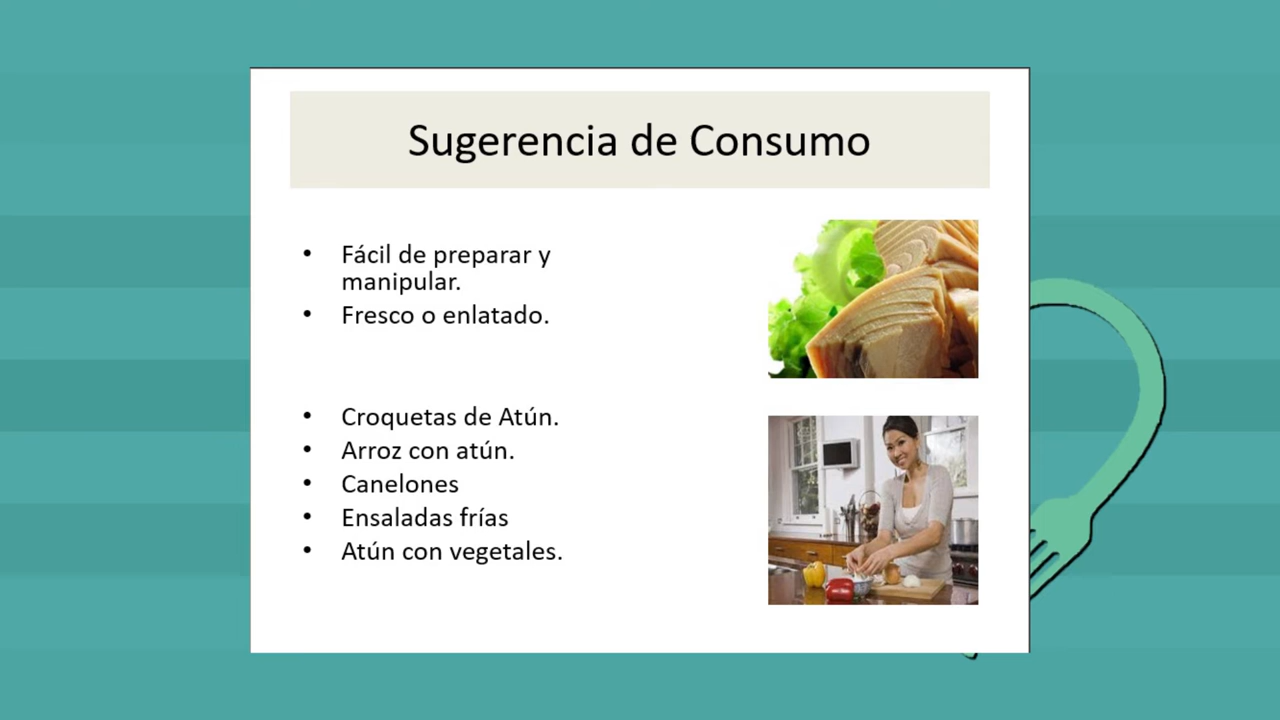 Sugerencia de Consumo
• Fácil de preparar y
manipular.
• Fresco o enlatado.
• Croquetas de Atún.
• Arroz con atún.
• Canelones
• Ensaladas frías
• Atún con vegetales.